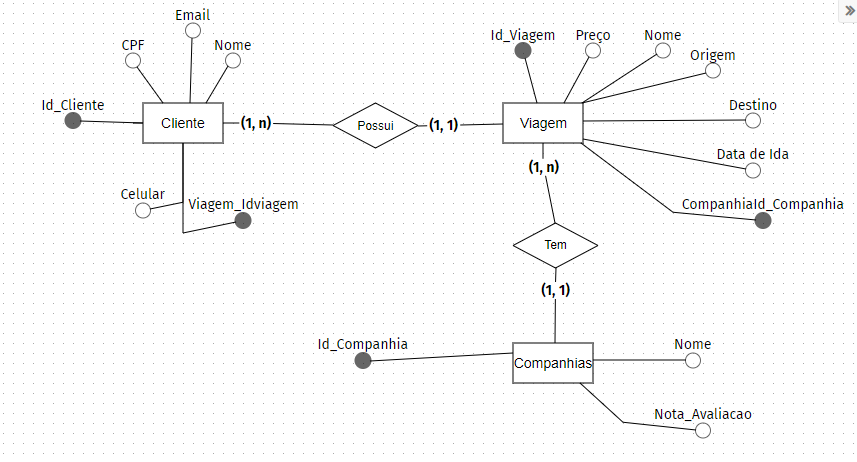 Email
CPF
Nome
Id_Cliente
Cliente
(1, n)
Possui
(1, 1)
Celular
Viagem_Idviagem
Id_Viagem
Preço
Nome
Origem
Viagem
Destino
Data de Ida
CompanhiaId_Companhia
(1, n)
Tem
(1, 1)
Id_Companhia
Companhias
Nome
Nota_Avaliacao